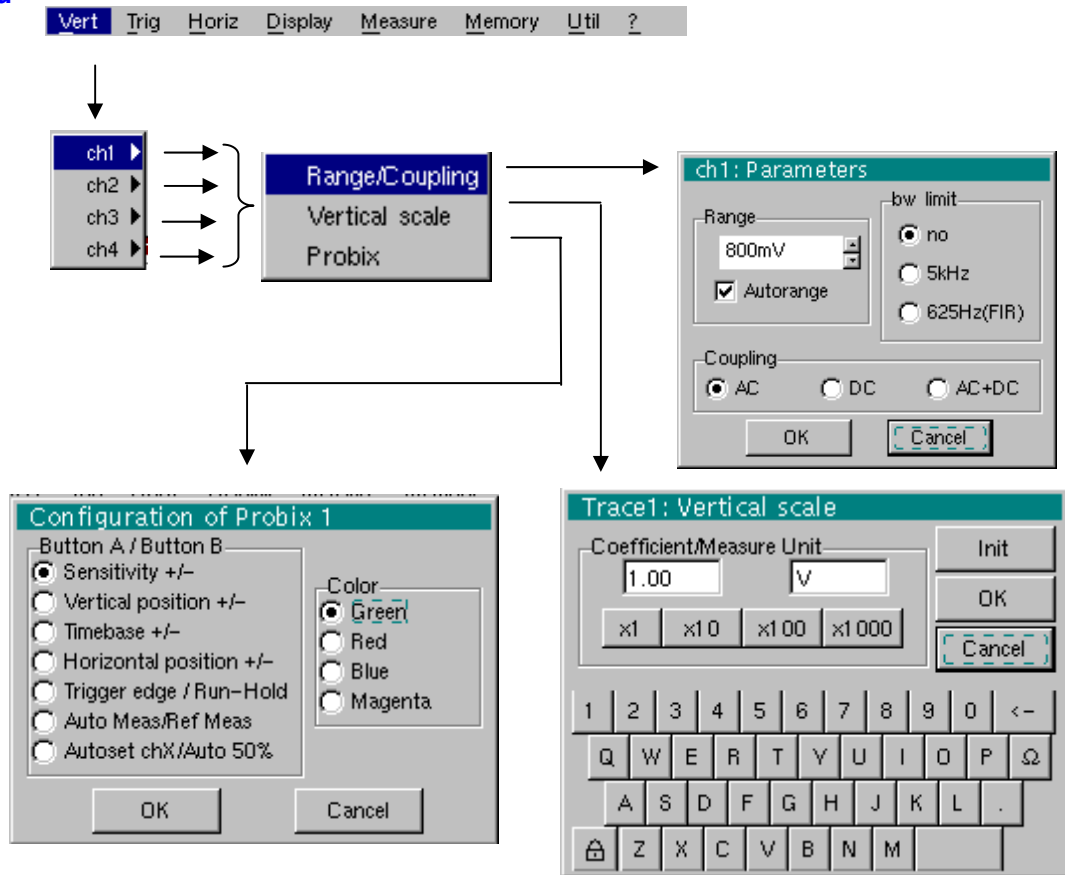 Vert Trig Horiz Display Measure Memory Util ?
ch1
ch2
ch3
ch4
Range/Coupling
Vertical scale
Probix
ch1: Parameters
Range
800mV
Autorange
bw limit
no
5kHz
625Hz(FIR)
Coupling
AC DC AC+DC
OK Cancel
Configuration of Probix 1
Button A / Button B
Sensitivity +/-
Vertical position +/-
Timebase +/-
Horizontal position +/-
Trigger edge / Run-Hold
Auto Meas/Ref Meas
Autoset chX/Auto 50%
Color
Green
Red
Blue
Magenta
OK Cancel
Trace1: Vertical scale
Coefficient/Measure Unit
1.00 V
x1 x10 x100 x1000
Init
OK
Cancel
1 2 3 4 5 6 7 8 9 0 <-
Q W E R T Y U I O P Ω
A S D F G H J K L .
Z X C V B N M